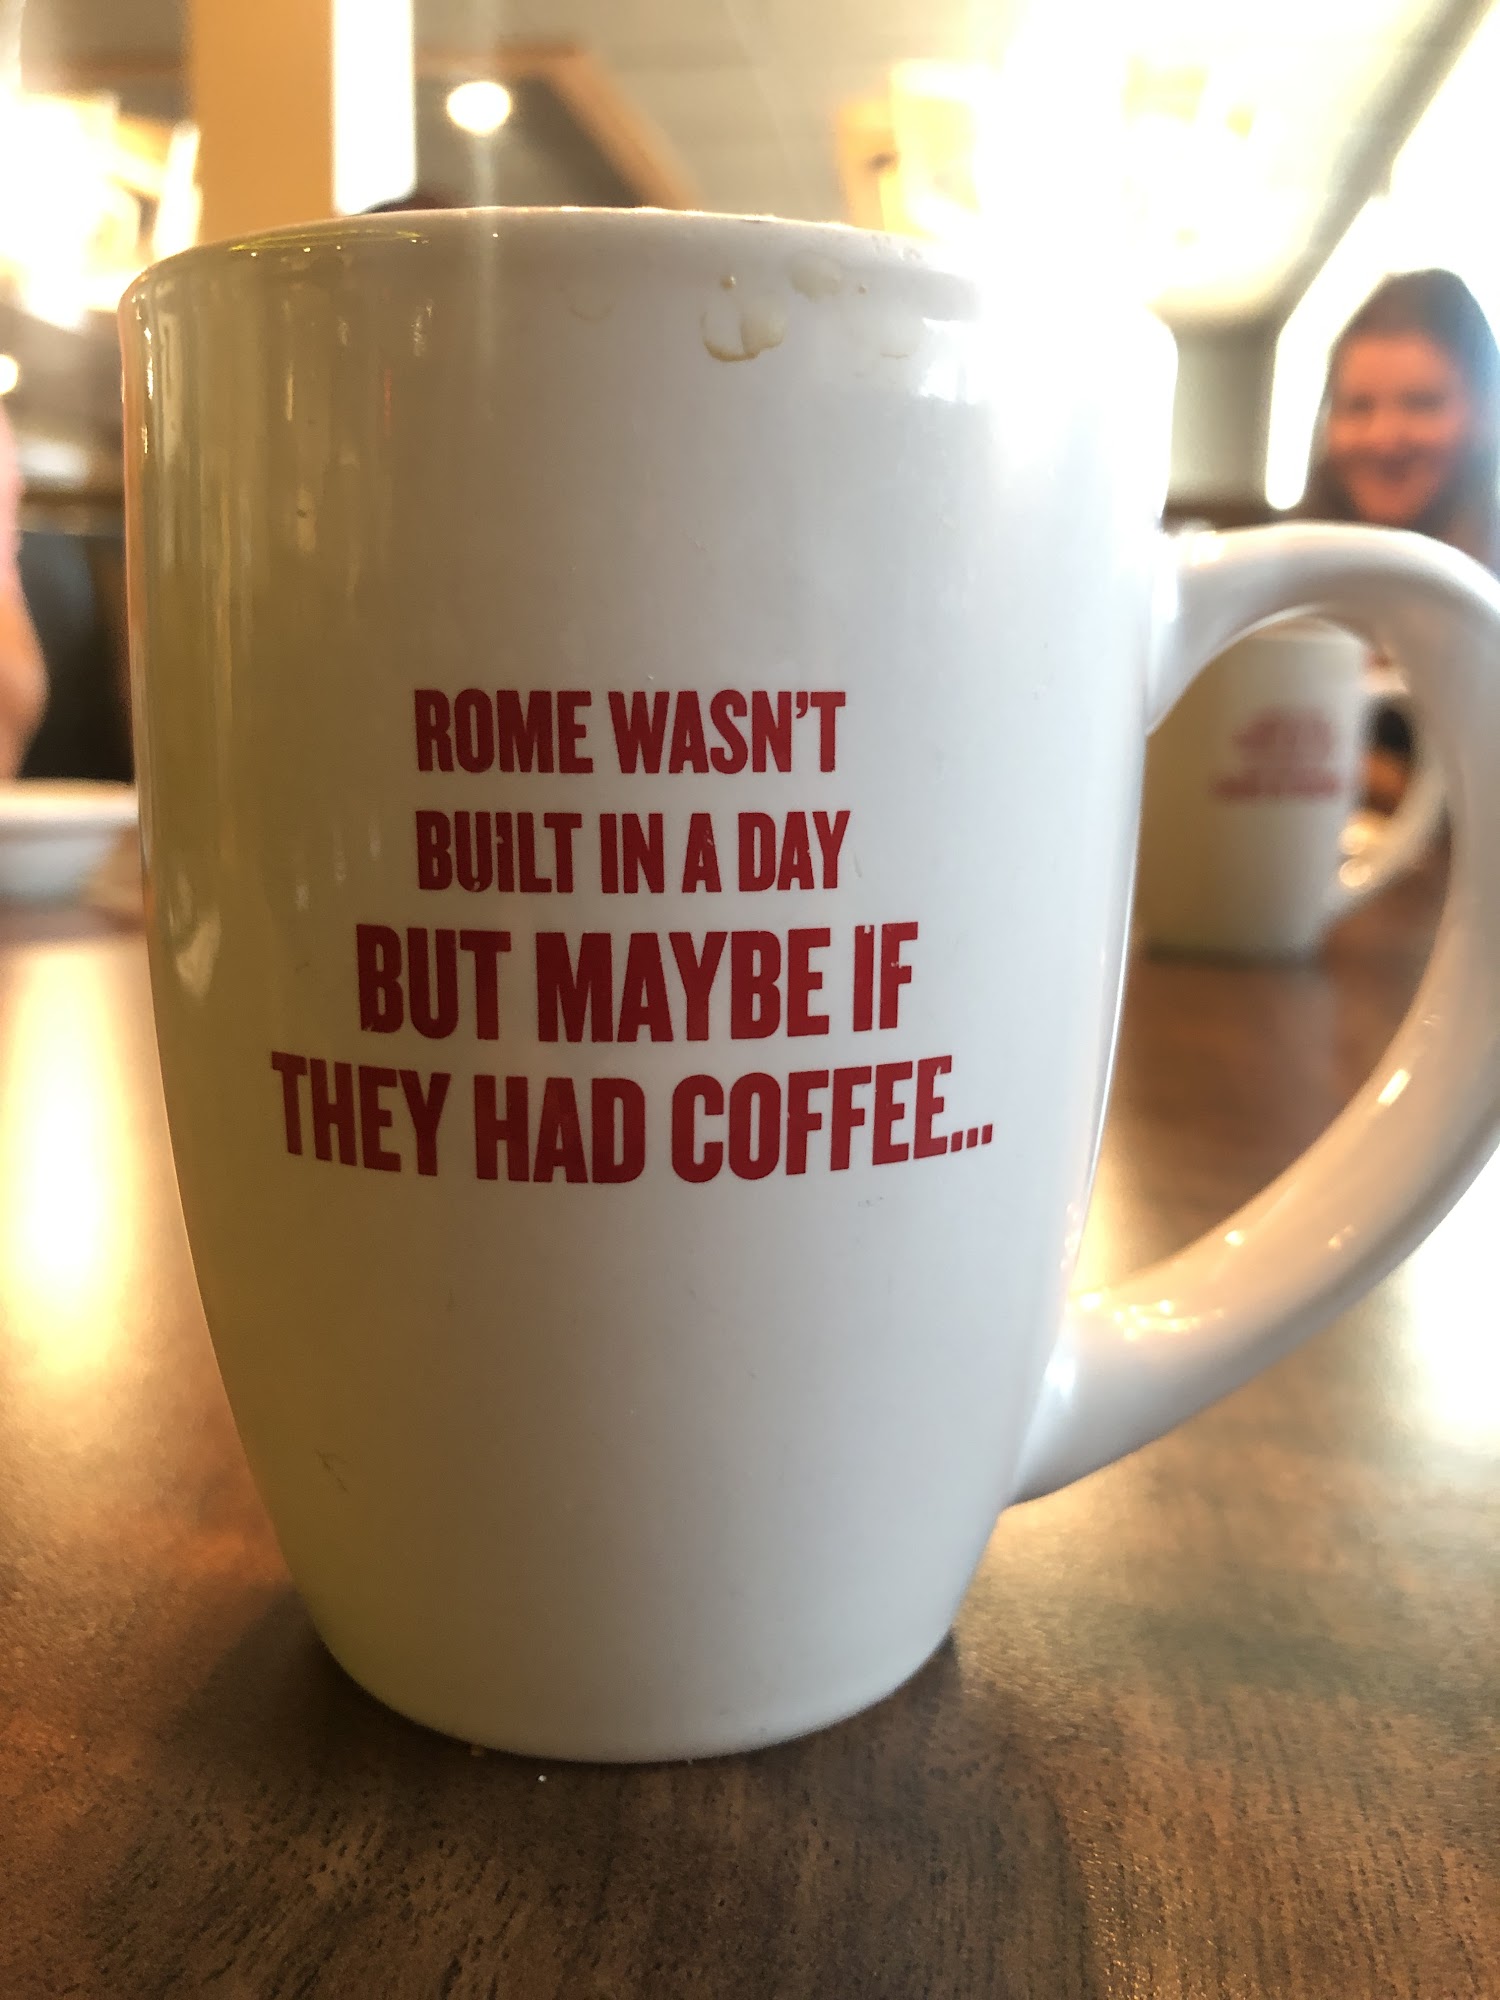 ROME WASN'T
BUILT IN A DAY
BUT MAYBE IF
THEY HAD COFFEE...